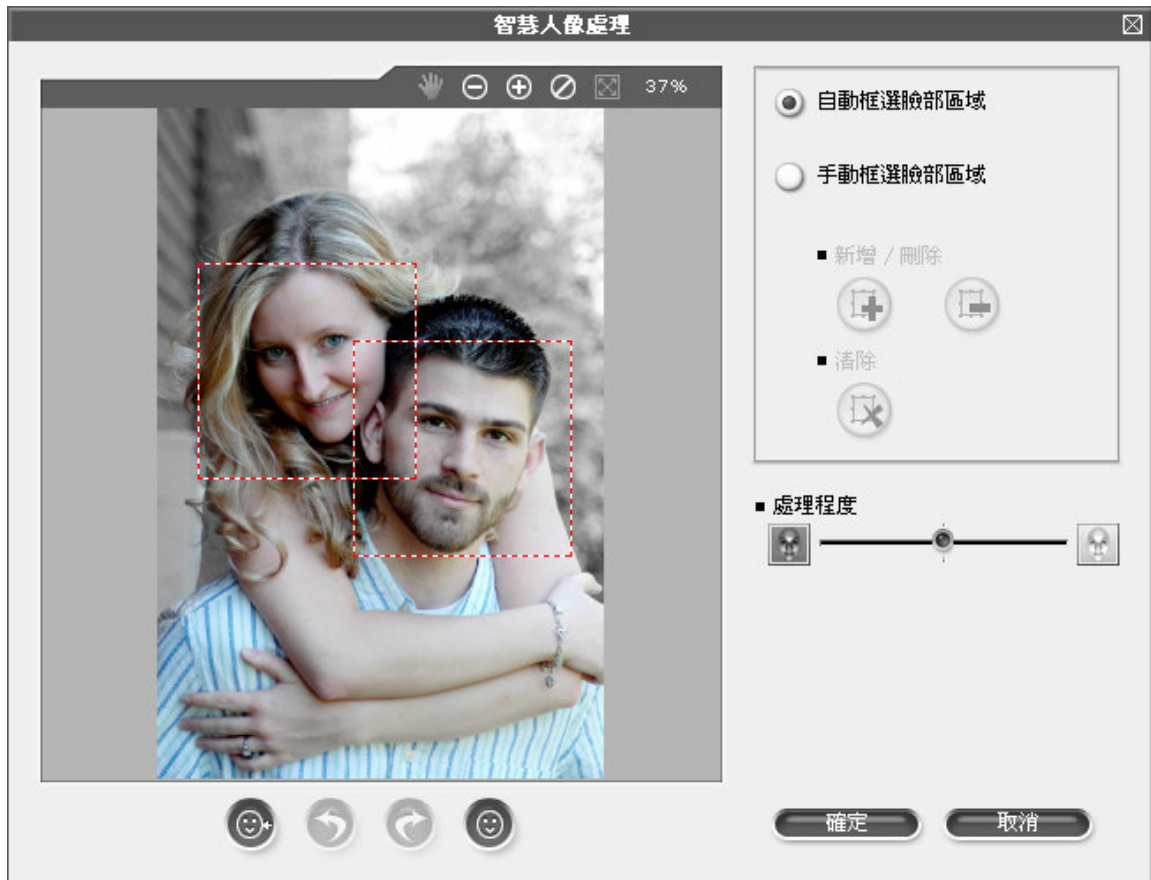 智慧人像處理
37%
自動框選臉部區域
手動框選臉部區域
新增 / 刪除
清除
處理程度
確定
取消